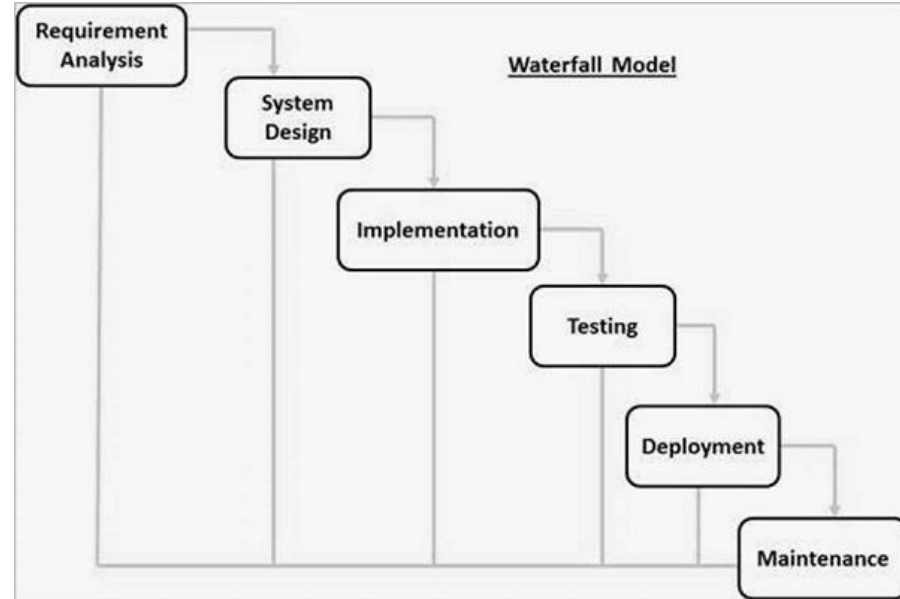 Requirement
Analysis
Waterfall Model
System
Design
Implementation
Testing
Deployment
Maintenance